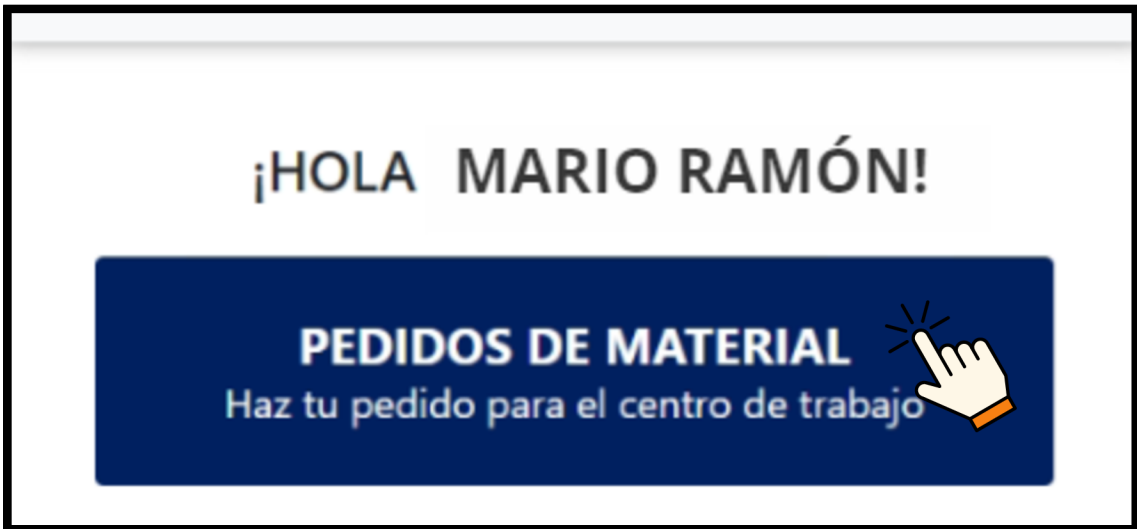 ¡HOLA MARIO RAMÓN!
PEDIDOS DE MATERIAL
Haz tu pedido para el centro de trabajo